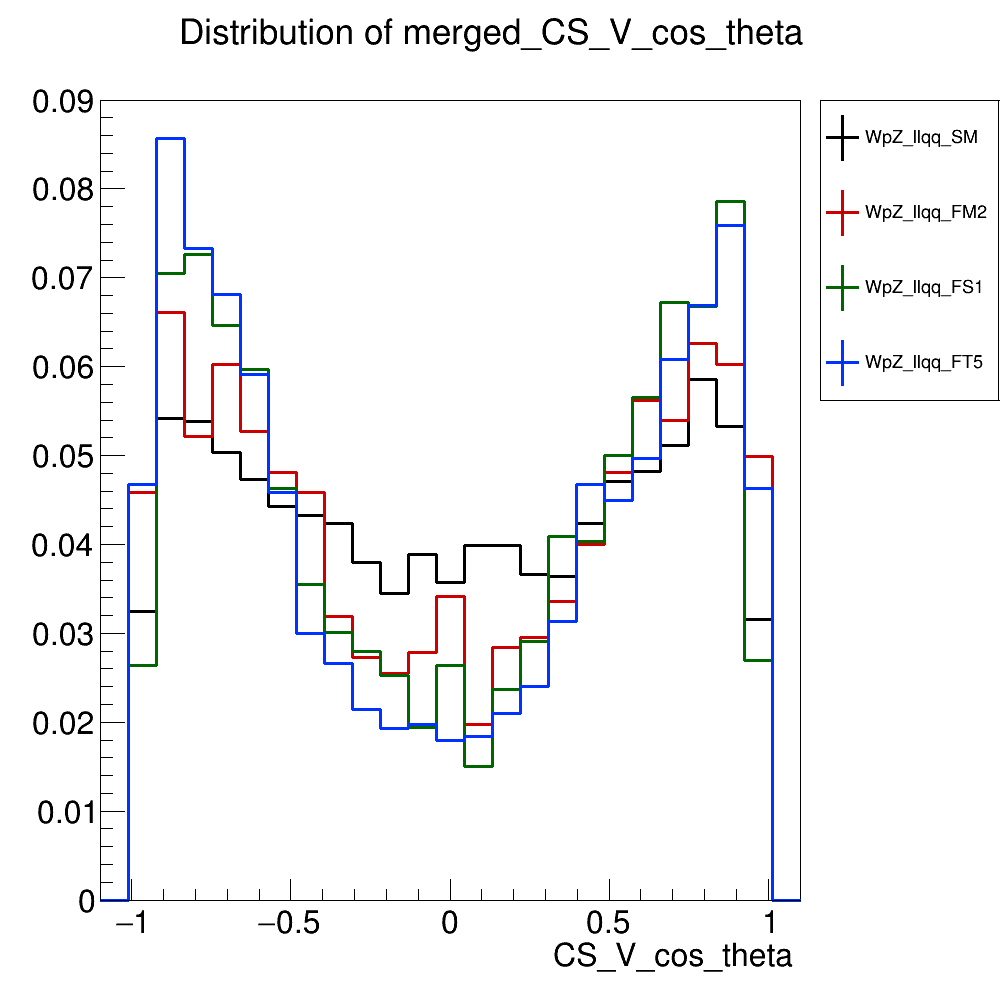 Distribution of merged_CS_V_cos_theta
0.09
0.08
0.07
0.06
0.05
0.04
0.03
0.02
0.01
0
−1
−0.5
0
0.5
1
CS_V_cos_theta
WpZ_llqq_SM
WpZ_llqq_FM2
WpZ_llqq_FS1
WpZ_llqq_FT5